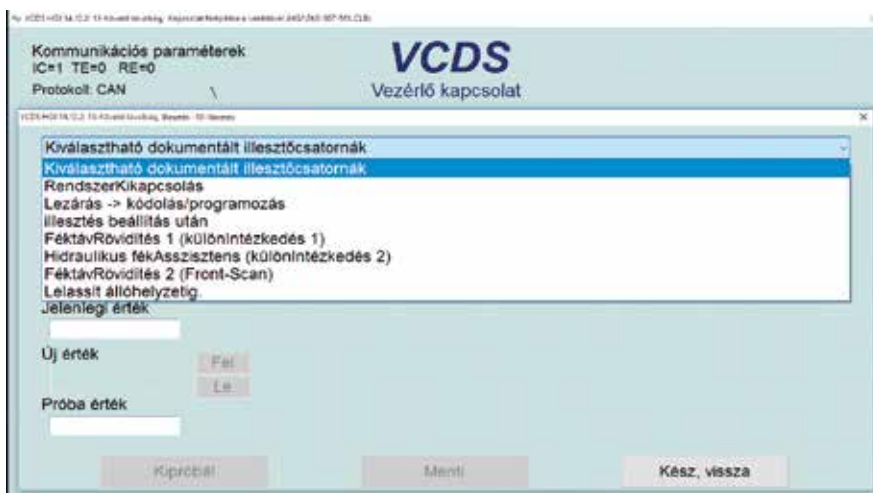 Kommunikációs paraméterek
IC=1 TE=0 RE=0
Protokoll: CAN
VCDS
Vezérlő kapcsolat
Kiválasztható dokumentált illesztőcsatornák
Kiválasztható dokumentált illesztőcsatornák
RendszerKikapcsolás
Lezárás -> kódolás/programozás
illesztés beállítás után
FéktávRövidítés 1 (különIntézkedés 1)
Hidraulikus fékAsszisztens (különIntézkedés 2)
FéktávRövidítés 2 (Front-Scan)
Lelassít állóhelyzetig.
Jelenlegi érték
Új érték
Fel
Le
Próba érték
Kipróbál
Menti
Kész, vissza